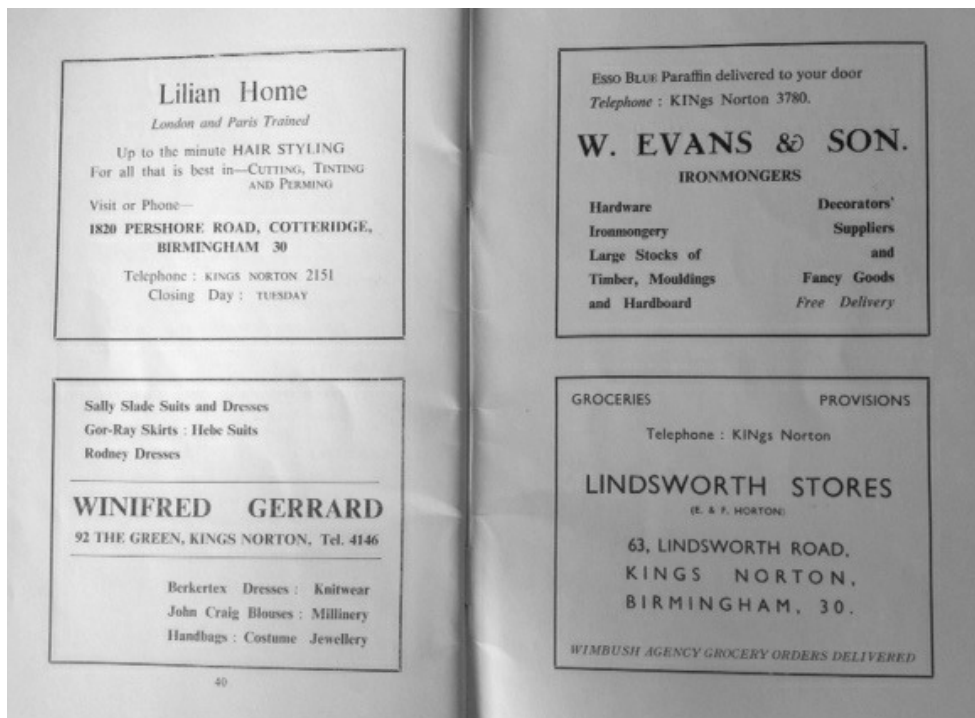 Lilian Home
London and Paris Trained
Up to the minute HAIR STYLING
For all that is best in—CUTTING, TINTING
AND PERMING
Visit or Phone—
1820 PERSHORE ROAD, COTTERIDGE,
BIRMINGHAM 30
Telephone : KINGS NORTON 2151
Closing Day : TUESDAY
Sally Slade Suits and Dresses
Gor-Ray Skirts : Hebe Suits
Rodney Dresses
WINIFRED GERRARD
92 THE GREEN, KINGS NORTON, Tel. 4146
Berkertex Dresses : Knitwear
John Craig Blouses : Millinery
Handbags : Costume Jewellery
40
ESSO BLUE Paraffin delivered to your door
Telephone : KINgs Norton 3780.
W. EVANS & SON.
IRONMONGERS
Hardware
Ironmongery
Large Stocks of
Timber, Mouldings
and Hardboard
Decorators'
Suppliers
and
Fancy Goods
Free Delivery
GROCERIES PROVISIONS
Telephone : KINgs Norton
LINDSWORTH STORES
(E. & F. HORTON)
63, LINDSWORTH ROAD,
KINGS NORTON,
BIRMINGHAM, 30.
WIMBUSH AGENCY GROCERY ORDERS DELIVERED